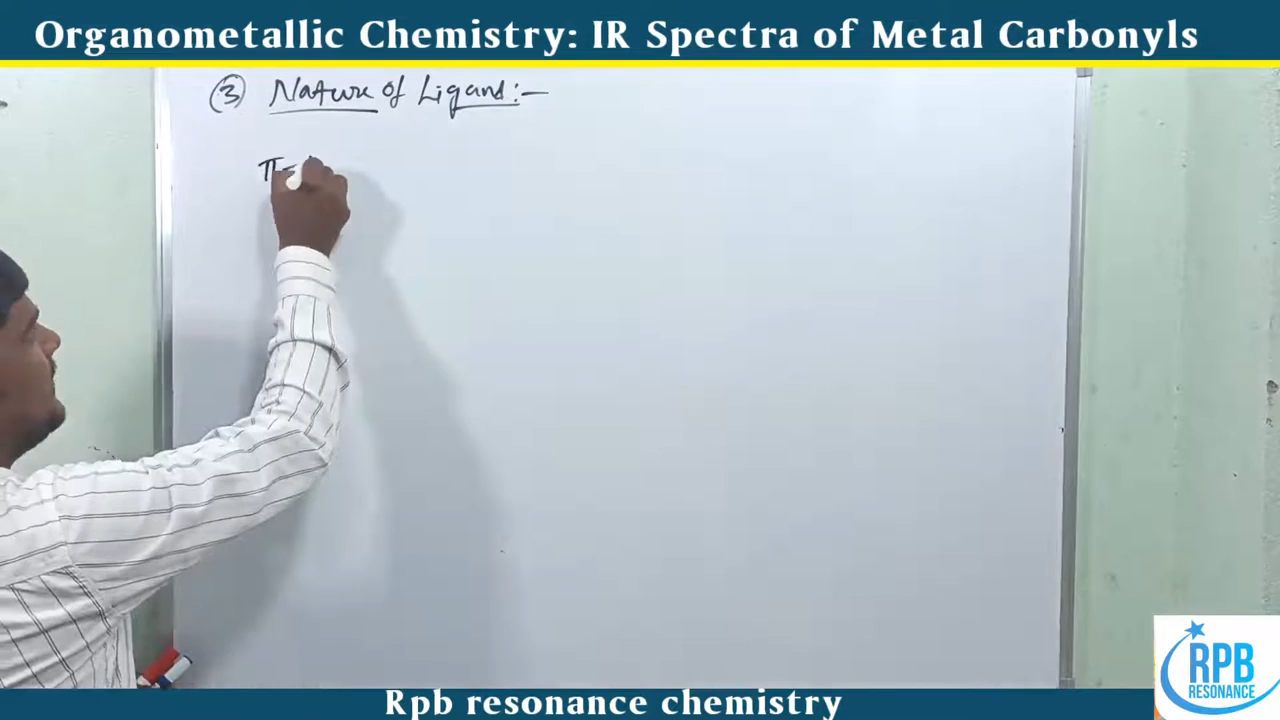 Organometallic Chemistry: IR Spectra of Metal Carbonyls
(3) Nature of Ligand :-
π-
Rpb resonance chemistry
RPB
RESONANCE